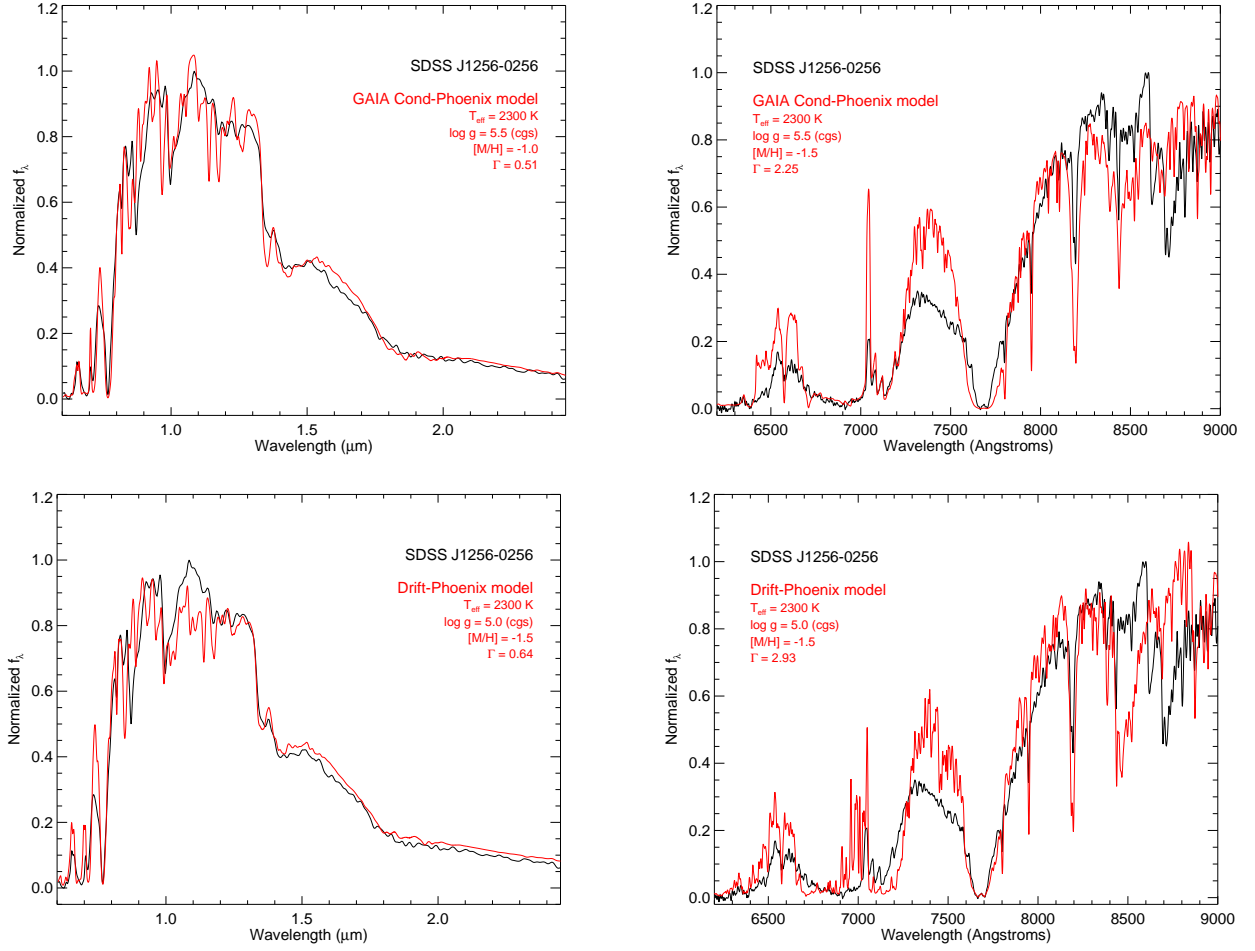 1.2
1.0
0.8
0.6
0.4
0.2
0.0
Normalized fλ
SDSS J1256-0256
GAIA Cond-Phoenix model
Teff = 2300 K
log g = 5.5 (cgs)
[M/H] = -1.0
Γ = 0.51
1.0 1.5 2.0
Wavelength (μm)
1.2
1.0
0.8
0.6
0.4
0.2
0.0
Normalized fλ
SDSS J1256-0256
GAIA Cond-Phoenix model
Teff = 2300 K
log g = 5.5 (cgs)
[M/H] = -1.5
Γ = 2.25
6500 7000 7500 8000 8500 9000
Wavelength (Angstroms)
1.2
1.0
0.8
0.6
0.4
0.2
0.0
Normalized fλ
SDSS J1256-0256
Drift-Phoenix model
Teff = 2300 K
log g = 5.0 (cgs)
[M/H] = -1.5
Γ = 0.64
1.0 1.5 2.0
Wavelength (μm)
1.2
1.0
0.8
0.6
0.4
0.2
0.0
Normalized fλ
SDSS J1256-0256
Drift-Phoenix model
Teff = 2300 K
log g = 5.0 (cgs)
[M/H] = -1.5
Γ = 2.93
6500 7000 7500 8000 8500 9000
Wavelength (Angstroms)